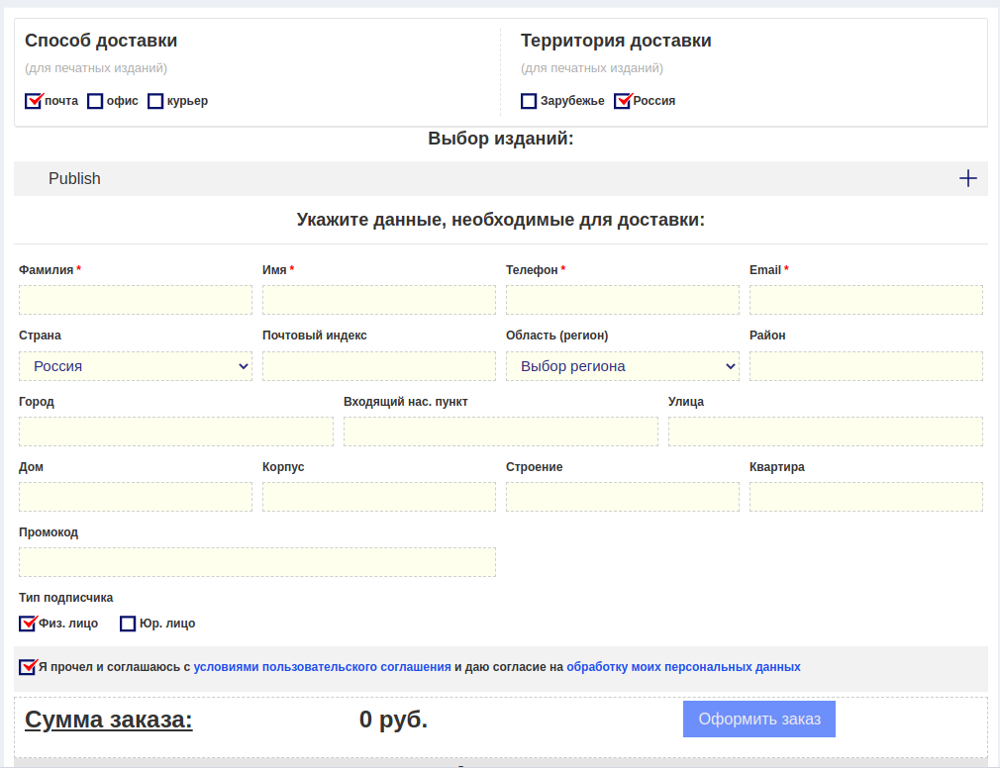 Способ доставки
Территория доставки
(для печатных изданий)
(для печатных изданий)
почта офис курьер
Зарубежье Россия
Выбор изданий:
Publish
Укажите данные, необходимые для доставки:
Фамилия * Имя * Телефон * Email *
Страна Почтовый индекс Область (регион) Район
Россия Выбор региона
Город Входящий нас. пункт Улица
Дом Корпус Строение Квартира
Промокод
Тип подписчика
Физ. лицо Юр. лицо
Я прочел и соглашаюсь с условиями пользовательского соглашения и даю согласие на обработку моих персональных данных
Сумма заказа: 0 руб. Оформить заказ